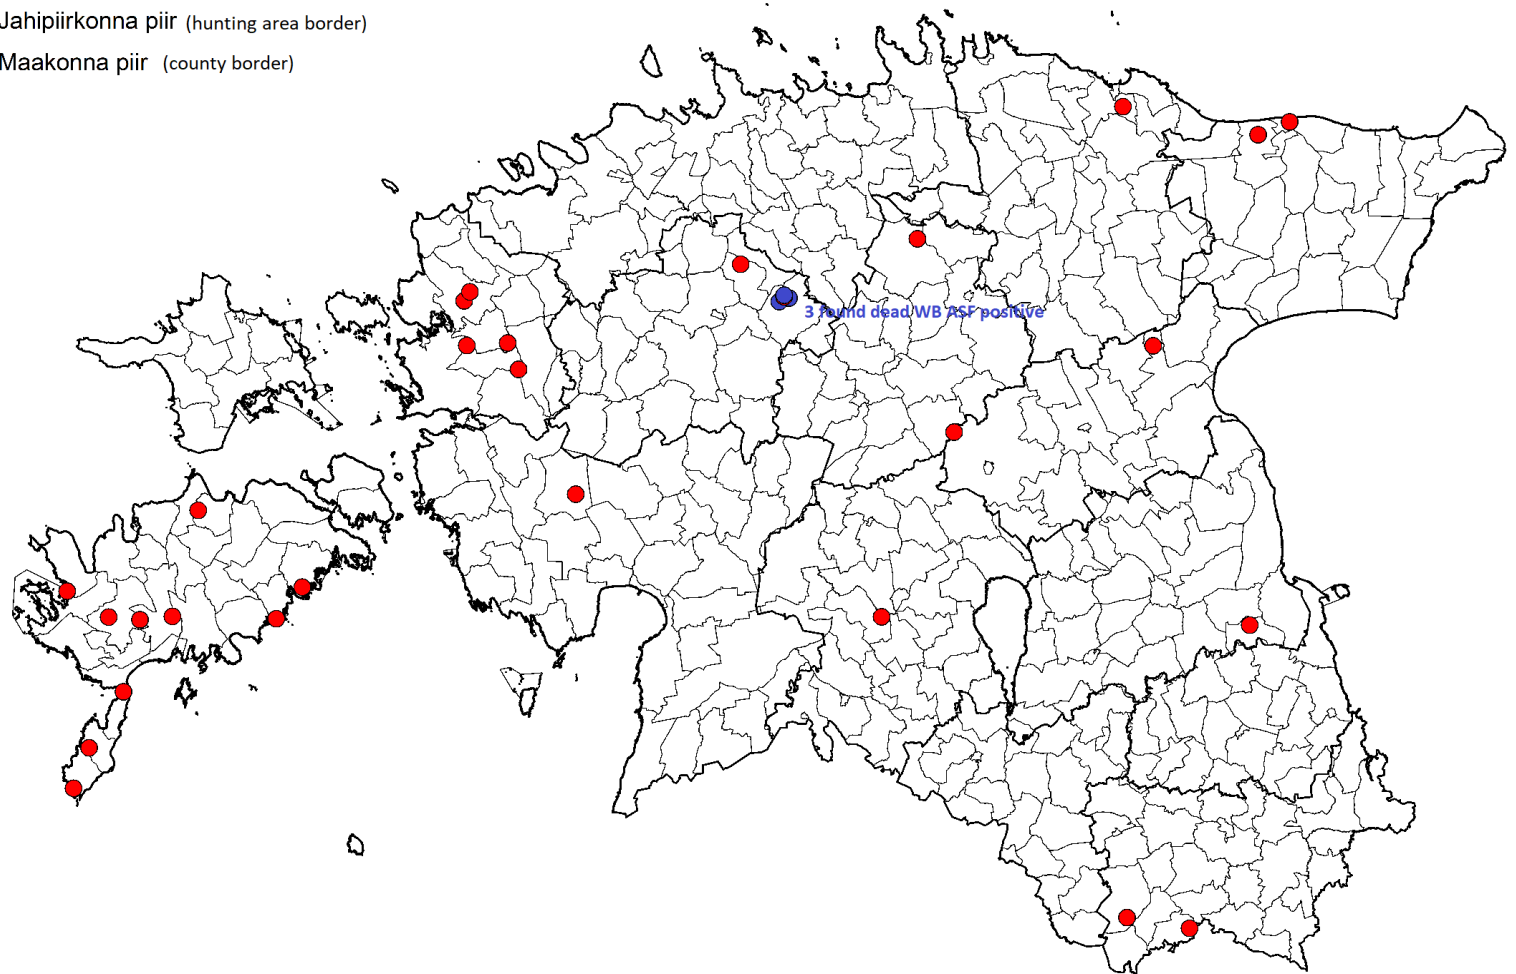 Jahipiirkonna piir (hunting area border)
Maakonna piir (county border)
3 found dead WB ASF positive